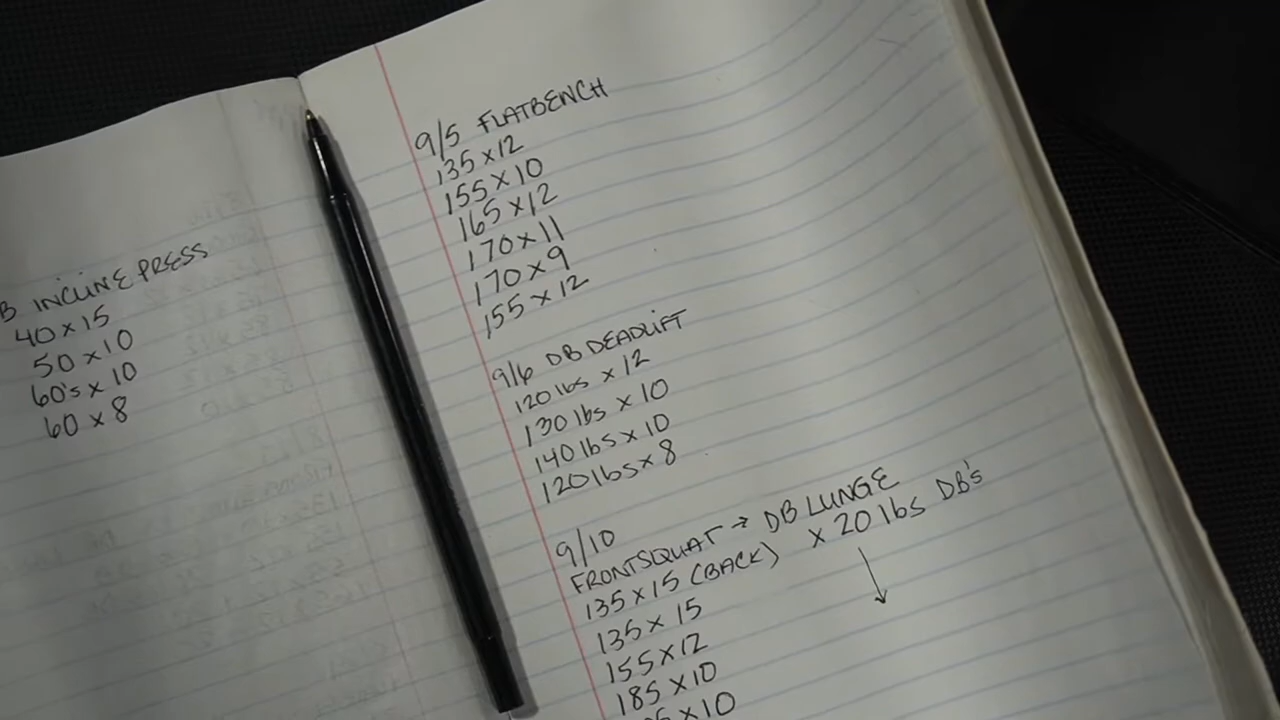 B INCLINE PRESS
40 x 15
50 x 10
60's x 10
60 x 8
9/5 FLATBENCH
135 x 12
155 x 10
165 x 12
170 x 11
170 x 9
155 x 12
9/6 DB DEADLIFT
120 lbs x 12
130 lbs x 10
140 lbs x 10
120 lbs x 8
9/10
FRONTSQUAT → DB LUNGE
135 x 15 (BACK) x 20 lbs DB's
135 x 15
155 x 12
185 x 10
x 10